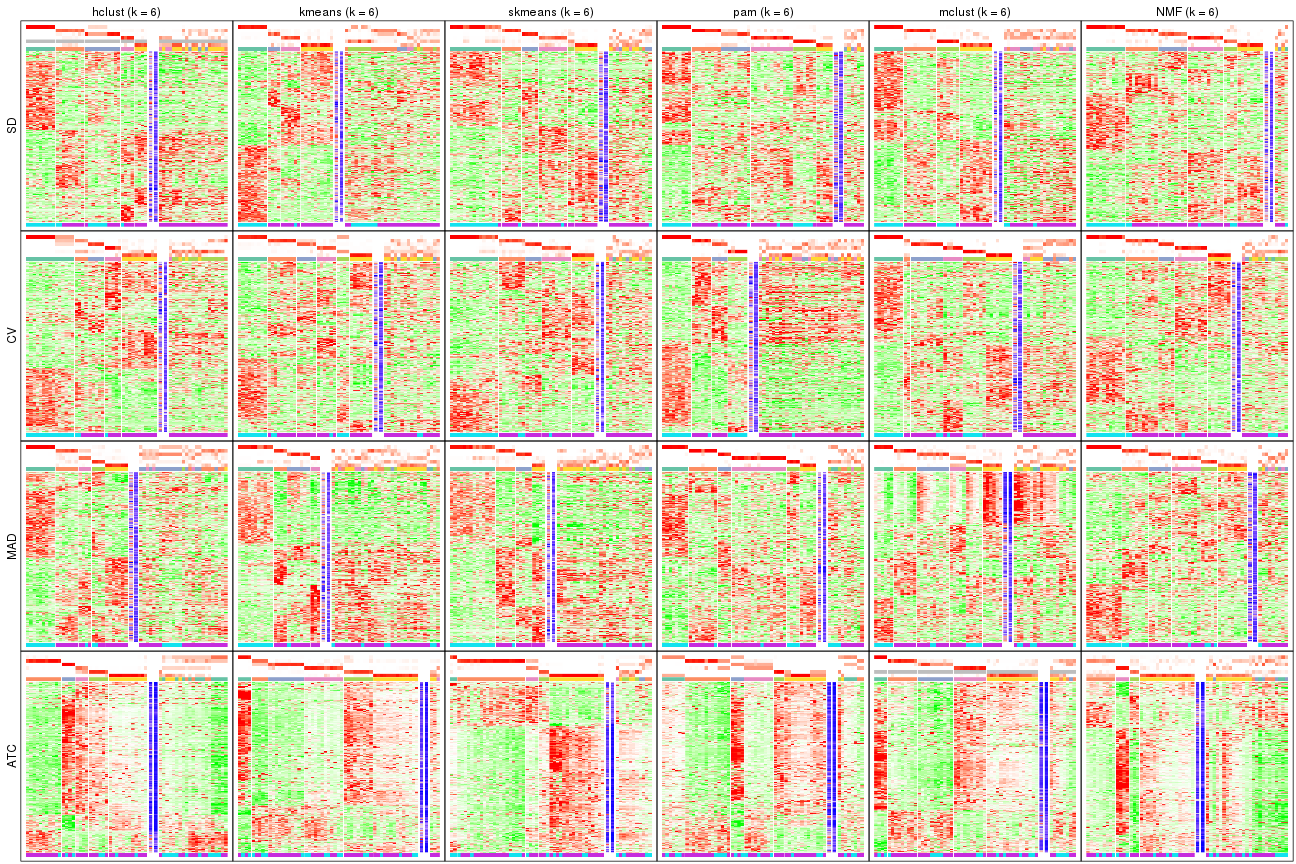 hclust (k = 6) kmeans (k = 6) skmeans (k = 6) pam (k = 6) mclust (k = 6) NMF (k = 6)
SD
CV
MAD
ATC